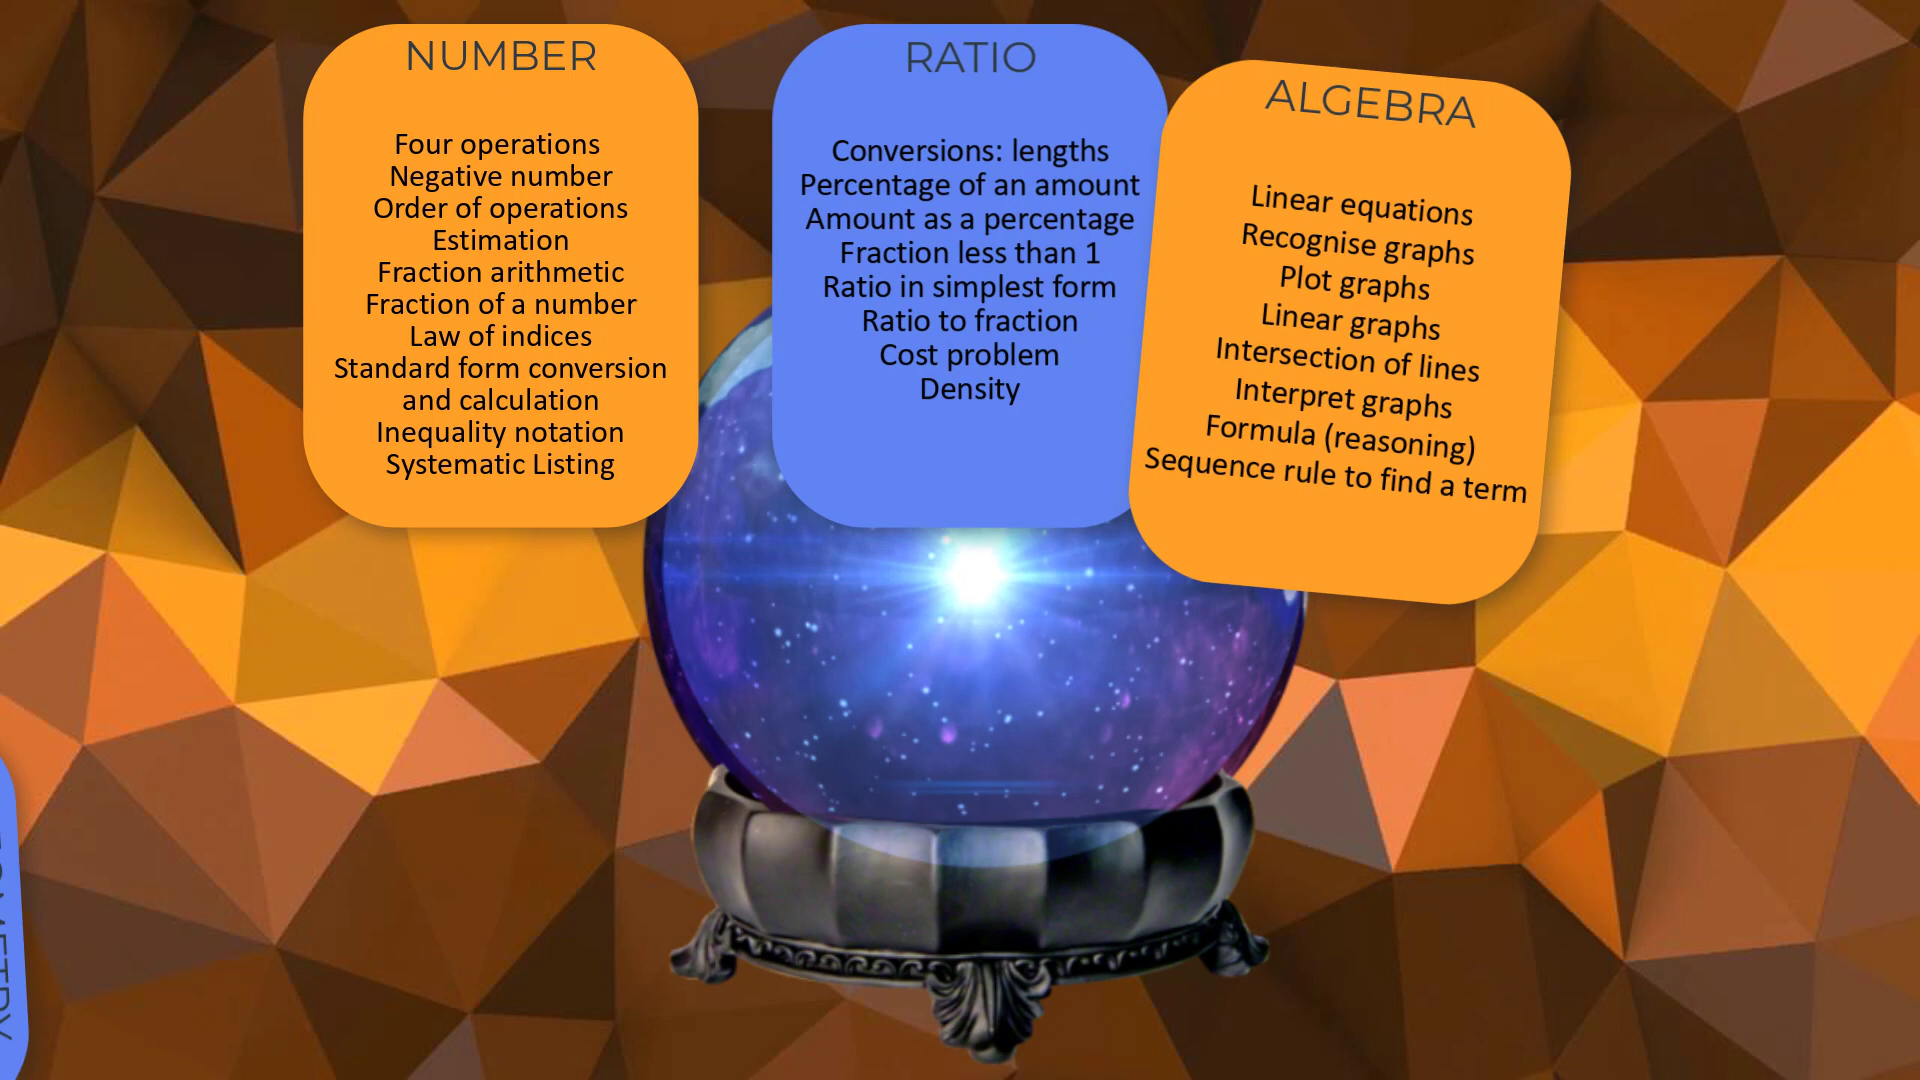 NUMBER
Four operations
Negative number
Order of operations
Estimation
Fraction arithmetic
Fraction of a number
Law of indices
Standard form conversion
and calculation
Inequality notation
Systematic Listing
RATIO
Conversions: lengths
Percentage of an amount
Amount as a percentage
Fraction less than 1
Ratio in simplest form
Ratio to fraction
Cost problem
Density
ALGEBRA
Linear equations
Recognise graphs
Plot graphs
Linear graphs
Intersection of lines
Interpret graphs
Formula (reasoning)
Sequence rule to find a term